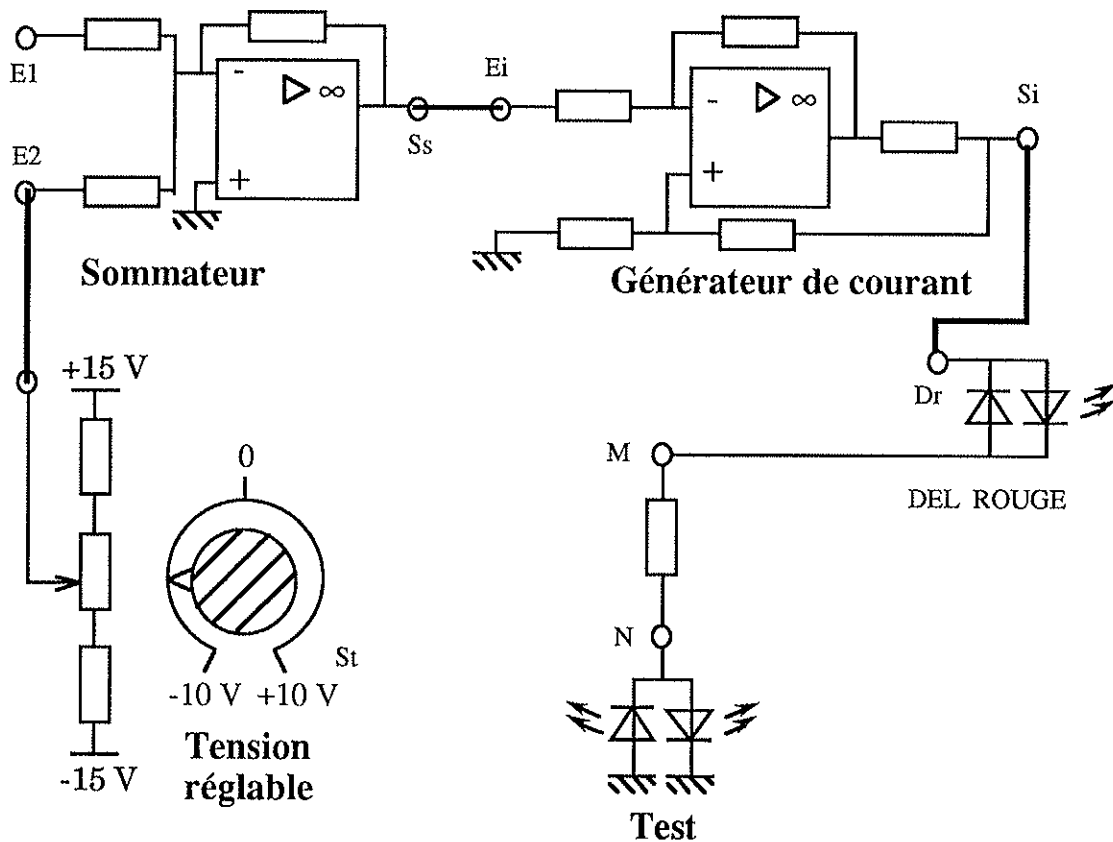 E1
- ▷ ∞
+
E2
Ss
Ei
- ▷ ∞
+
Si
Sommateur
Générateur de courant
+15 V
-15 V
0
-10 V +10 V
St
Tension
réglable
Dr
DEL ROUGE
M
N
Test